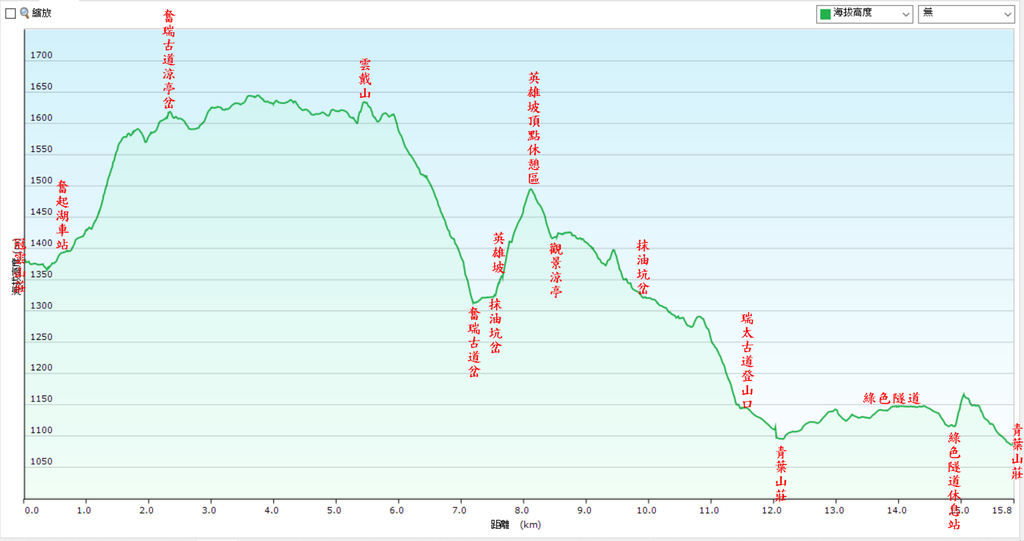 縮放
海拔高度
無
奮瑞古道涼亭岔
雲戴山
英雄坡頂點休憩區
奮起湖車站
英雄坡
觀景涼亭
抹油坑岔
奮瑞古道岔
抹油坑岔
瑞太古道登山口
綠色隧道
青葉山莊
綠色隧道休息站
青葉山莊
1700
1650
1600
1550
1500
1450
1400
1350
1300
1250
1200
1150
1100
1050
0.0 1.0 2.0 3.0 4.0 5.0 6.0 7.0 8.0 9.0 10.0 11.0 12.0 13.0 14.0 15.0 15.8
距離 (km)